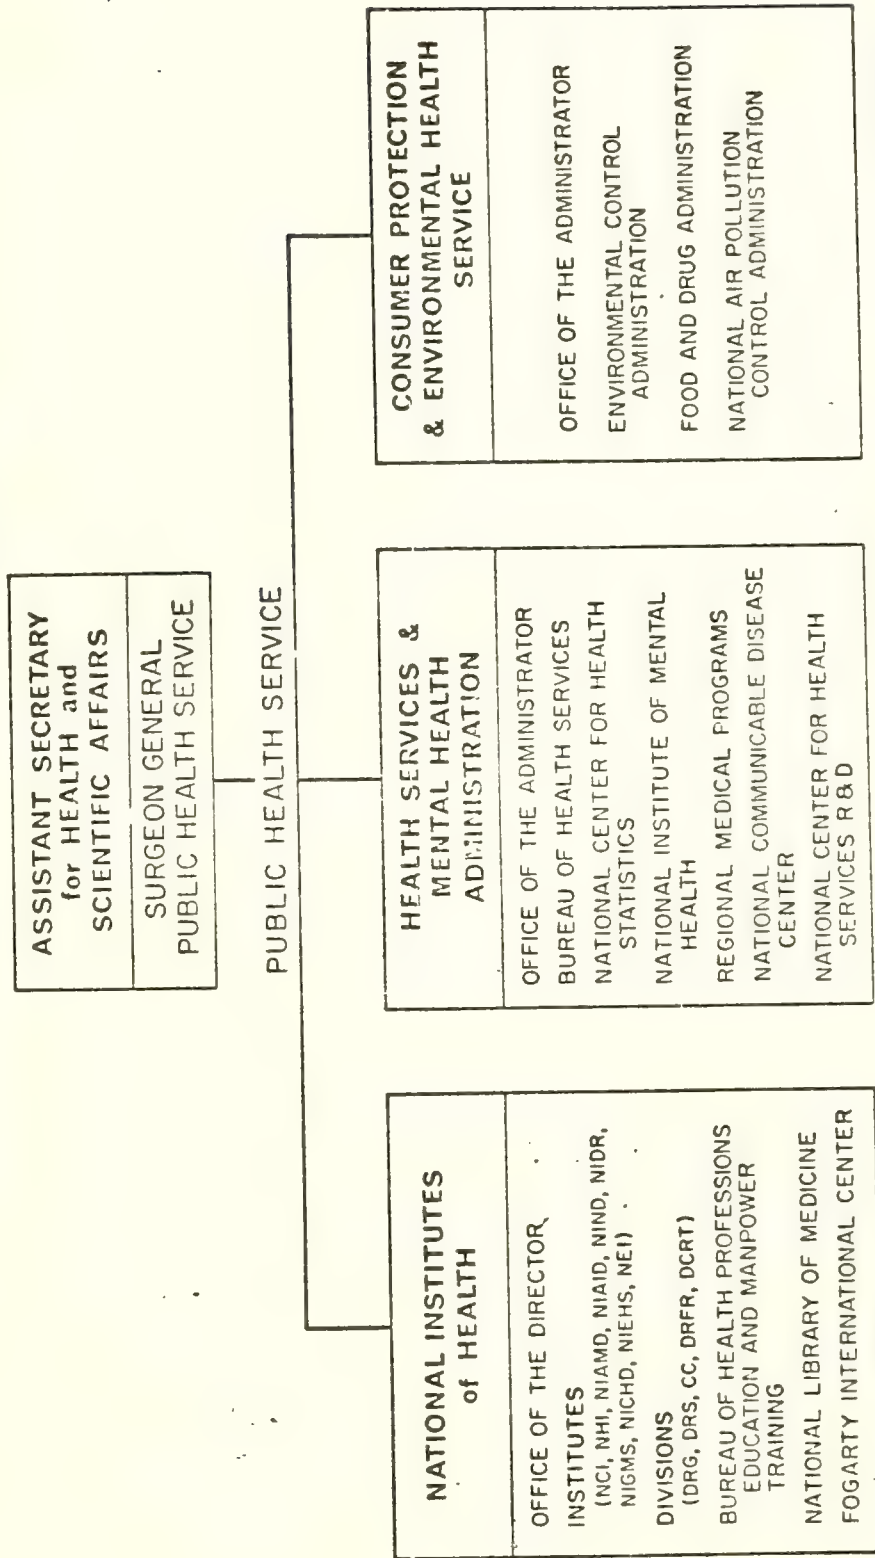 ASSISTANT SECRETARY
for HEALTH and
SCIENTIFIC AFFAIRS
SURGEON GENERAL
PUBLIC HEALTH SERVICE
PUBLIC HEALTH SERVICE
NATIONAL INSTITUTES
of HEALTH
OFFICE OF THE DIRECTOR
INSTITUTES
(NCI, NHI, NIAMD, NIAID, NIND, NIDR,
NIGMS, NICHD, NIEHS, NEI)
DIVISIONS
(DRG, DRS, CC, DRFR, DCRT)
BUREAU OF HEALTH PROFESSIONS
EDUCATION AND MANPOWER
TRAINING
NATIONAL LIBRARY OF MEDICINE
FOGARTY INTERNATIONAL CENTER
HEALTH SERVICES &
MENTAL HEALTH
ADMINISTRATION
OFFICE OF THE ADMINISTRATOR
BUREAU OF HEALTH SERVICES
NATIONAL CENTER FOR HEALTH
STATISTICS
NATIONAL INSTITUTE OF MENTAL
HEALTH
REGIONAL MEDICAL PROGRAMS
NATIONAL COMMUNICABLE DISEASE
CENTER
NATIONAL CENTER FOR HEALTH
SERVICES R&D
CONSUMER PROTECTION
& ENVIRONMENTAL HEALTH
SERVICE
OFFICE OF THE ADMINISTRATOR
ENVIRONMENTAL CONTROL
ADMINISTRATION
FOOD AND DRUG ADMINISTRATION
NATIONAL AIR POLLUTION
CONTROL ADMINISTRATION